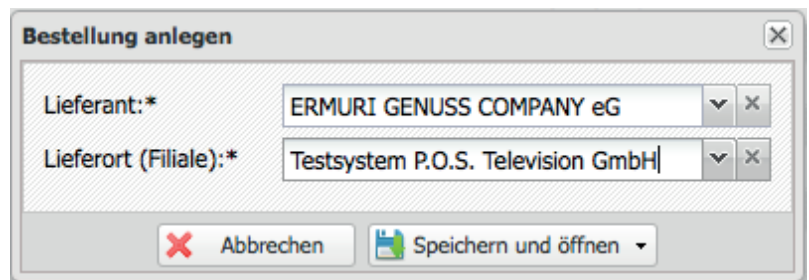 Bestellung anlegen
Lieferant:* ERMURI GENUSS COMPANY eG
Lieferort (Filiale):* Testsystem P.O.S. Television GmbH
Abbrechen Speichern und öffnen